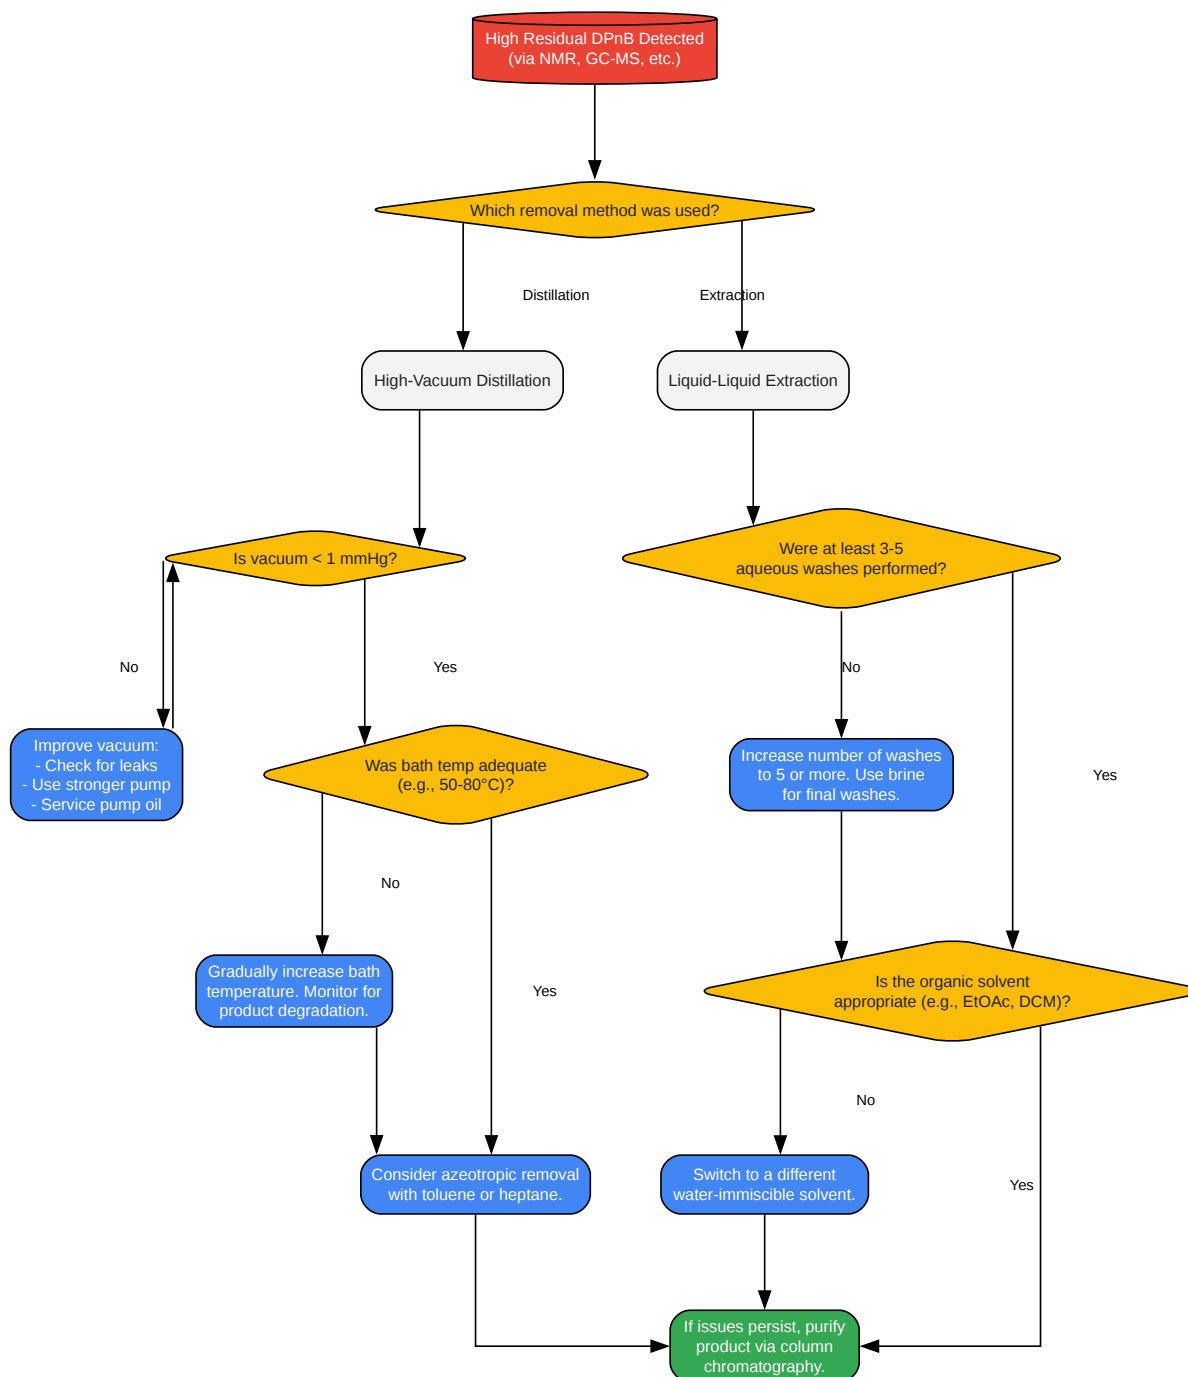 High Residual DPnB Detected
(via NMR, GC-MS, etc.)
Which removal method was used?
Distillation
Extraction
High-Vacuum Distillation
Liquid-Liquid Extraction
Is vacuum < 1 mmHg?
Were at least 3-5
aqueous washes performed?
No
Yes
No
Improve vacuum:
- Check for leaks
- Use stronger pump
- Service pump oil
Was bath temp adequate
(e.g., 50-80°C)?
Increase number of washes
to 5 or more. Use brine
for final washes.
Yes
No
Gradually increase bath
temperature. Monitor for
product degradation.
Yes
Is the organic solvent
appropriate (e.g., EtOAc, DCM)?
No
Consider azeotropic removal
with toluene or heptane.
Switch to a different
water-immiscible solvent.
Yes
If issues persist, purify
product via column
chromatography.